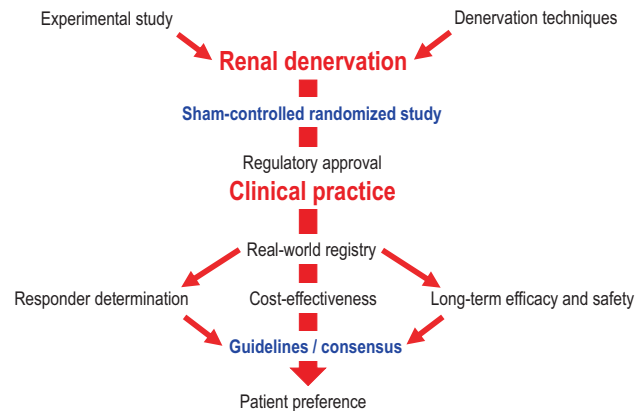 Experimental study
Denervation techniques
Renal denervation
Sham-controlled randomized study
Regulatory approval
Clinical practice
Real-world registry
Responder determination
Cost-effectiveness
Long-term efficacy and safety
Guidelines / consensus
Patient preference